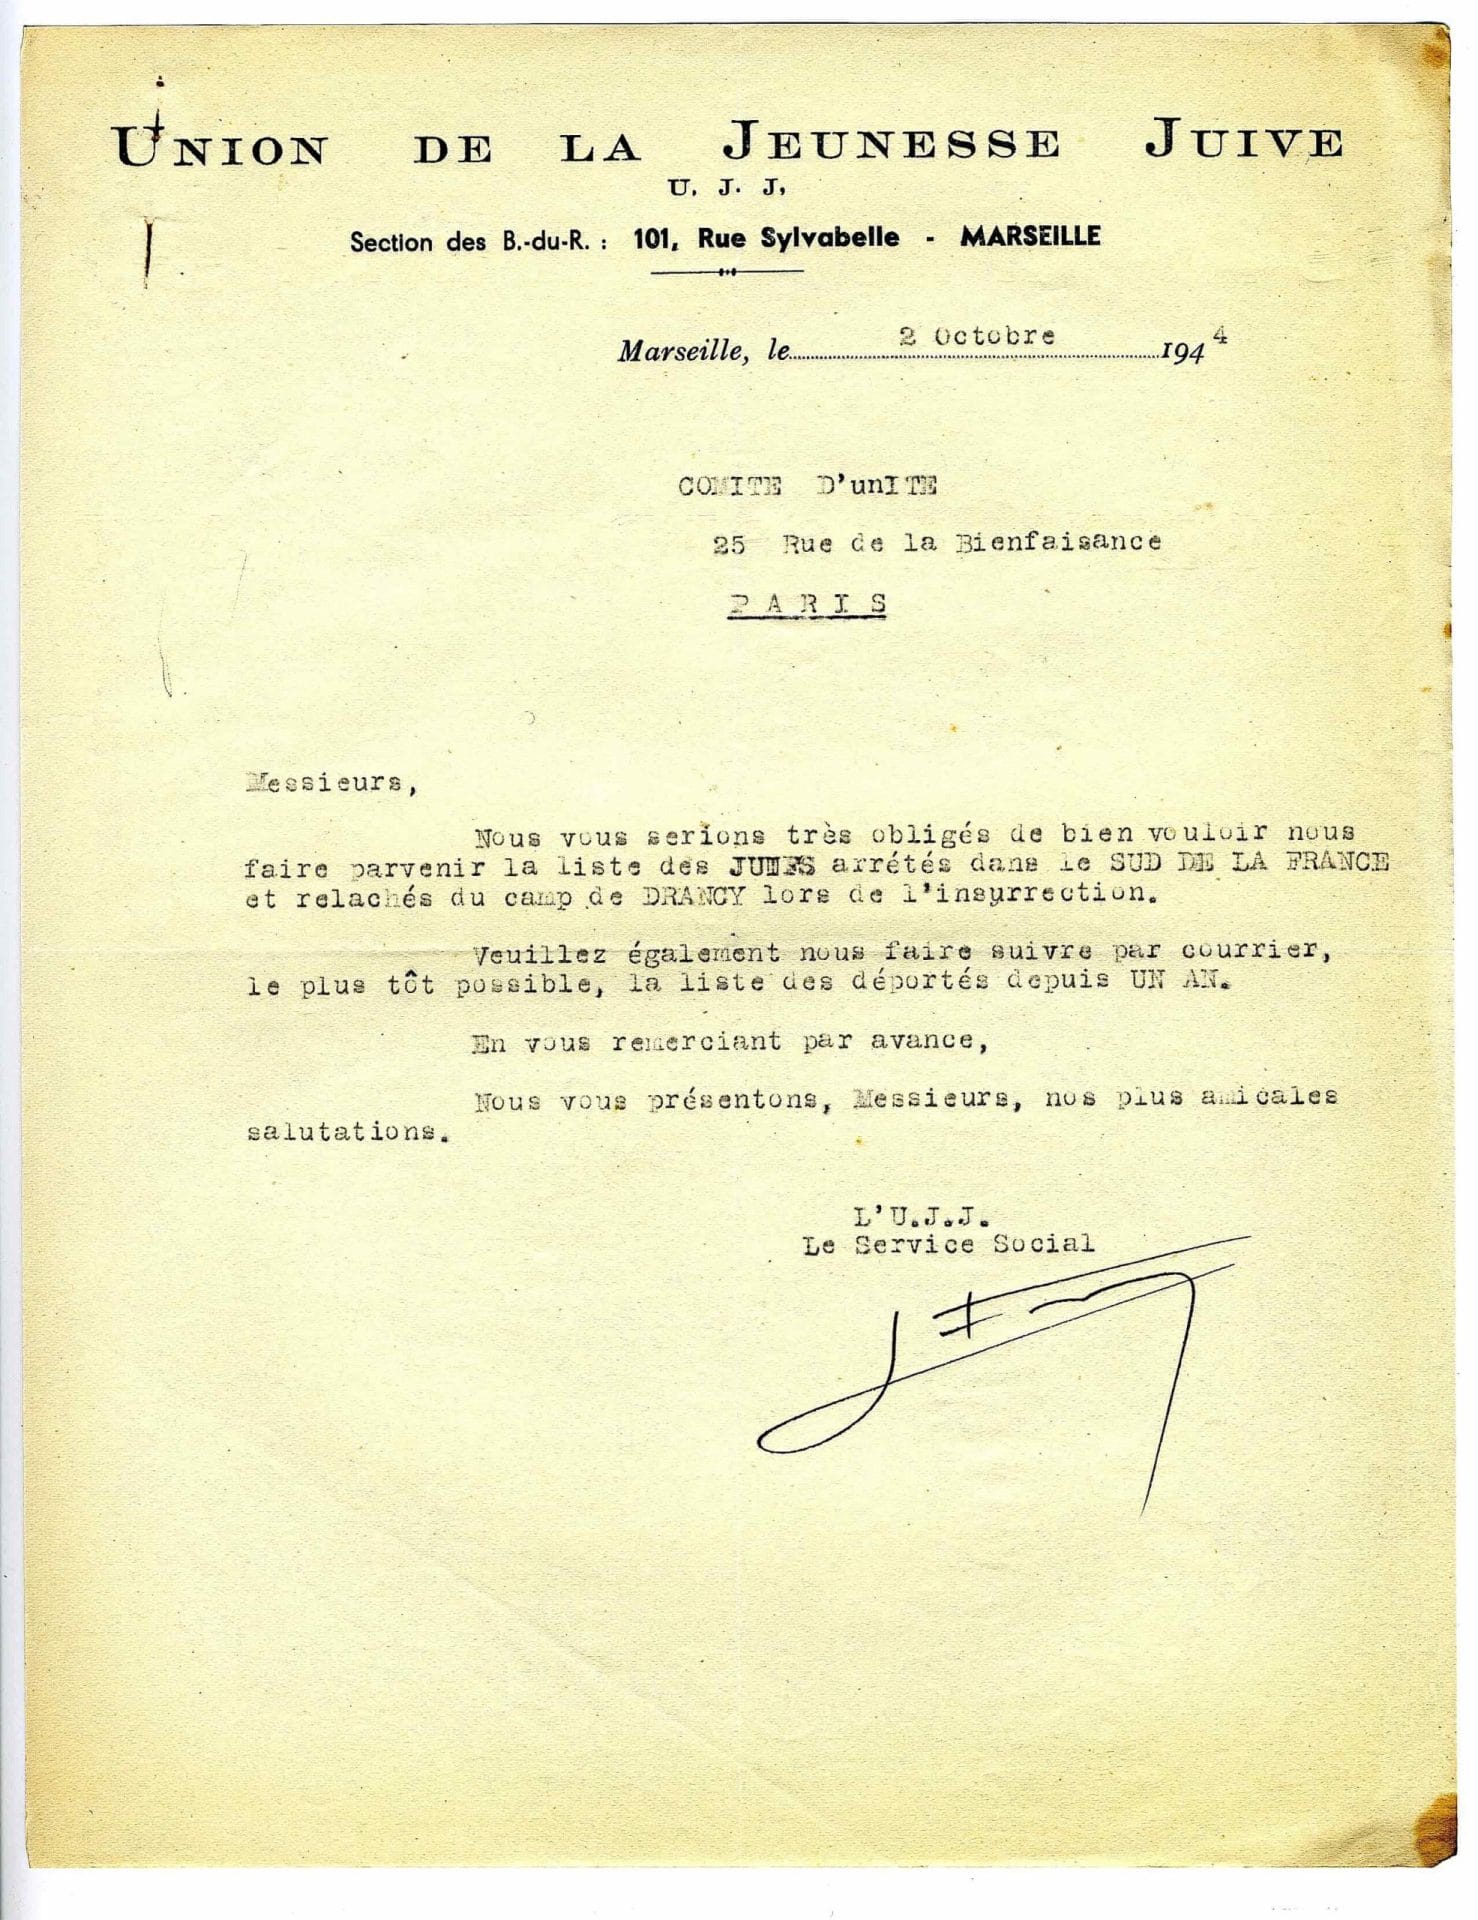 UNION DE LA JEUNESSE JUIVE
U. J. J.
Section des B.-du-R. : 101, Rue Sylvabelle - MARSEILLE
Marseille, le 2 Octobre 1944
COMITE D'unITE
25 Rue de la Bienfaisance
PARIS
Messieurs,
Nous vous serions très obligés de bien vouloir nous
faire parvenir la liste des JUIFS arrétés dans le SUD DE LA FRANCE
et relachés du camp de DRANCY lors de l'insurrection.
Veuillez également nous faire suivre par courrier,
le plus tôt possible, la liste des déportés depuis UN AN.
En vous remerciant par avance,
Nous vous présentons, Messieurs, nos plus amicales
salutations.
L'U.J.J.
Le Service Social